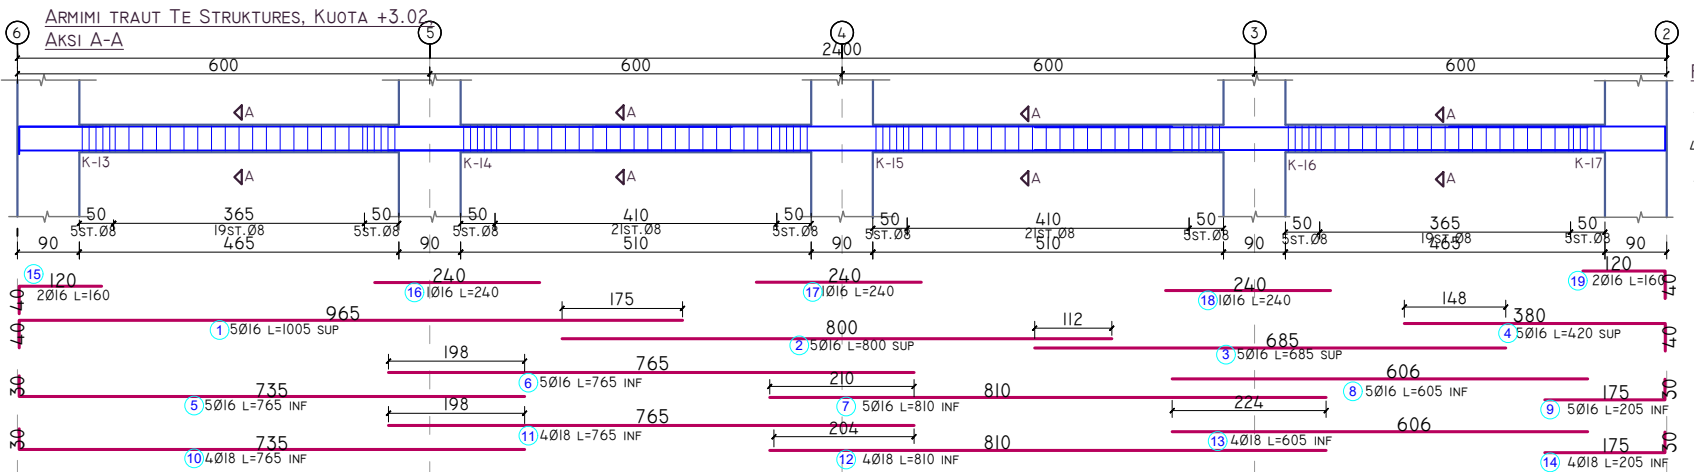 ARMIMI TRAUT TE STRUKTURES, KUOTA +3.02
AKSI A-A
6 5 4 3 2
2400
600 600 600 600
A A A A
K-13 K-14 K-15 K-16 K-17
A A A A
50 365 50 50 410 50 50 410 50 50 365 50
5ST.Ø8 19ST.Ø8 5ST.Ø8 5ST.Ø8 21ST.Ø8 5ST.Ø8 5ST.Ø8 21ST.Ø8 5ST.Ø8 5ST.Ø8 19ST.Ø8 5ST.Ø8
90 465 90 510 90 510 90 465 90
15 120 240 240 240 120
40 2Ø16 L=160 16 1Ø16 L=240 17 1Ø16 L=240 18 1Ø16 L=240 19 2Ø16 L=160 40
965 175 112 148 380
40 1 5Ø16 L=1005 SUP 4 5Ø16 L=420 SUP 40
800
2 5Ø16 L=800 SUP
685
3 5Ø16 L=685 SUP
198 765
6 5Ø16 L=765 INF
606
8 5Ø16 L=605 INF
30 735 210 810 175 30
5 5Ø16 L=765 INF 7 5Ø16 L=810 INF 9 5Ø16 L=205 INF
198 765 224
11 4Ø18 L=765 INF
606
13 4Ø18 L=605 INF
30 735 204 810 175 30
10 4Ø18 L=765 INF 12 4Ø18 L=810 INF 14 4Ø18 L=205 INF